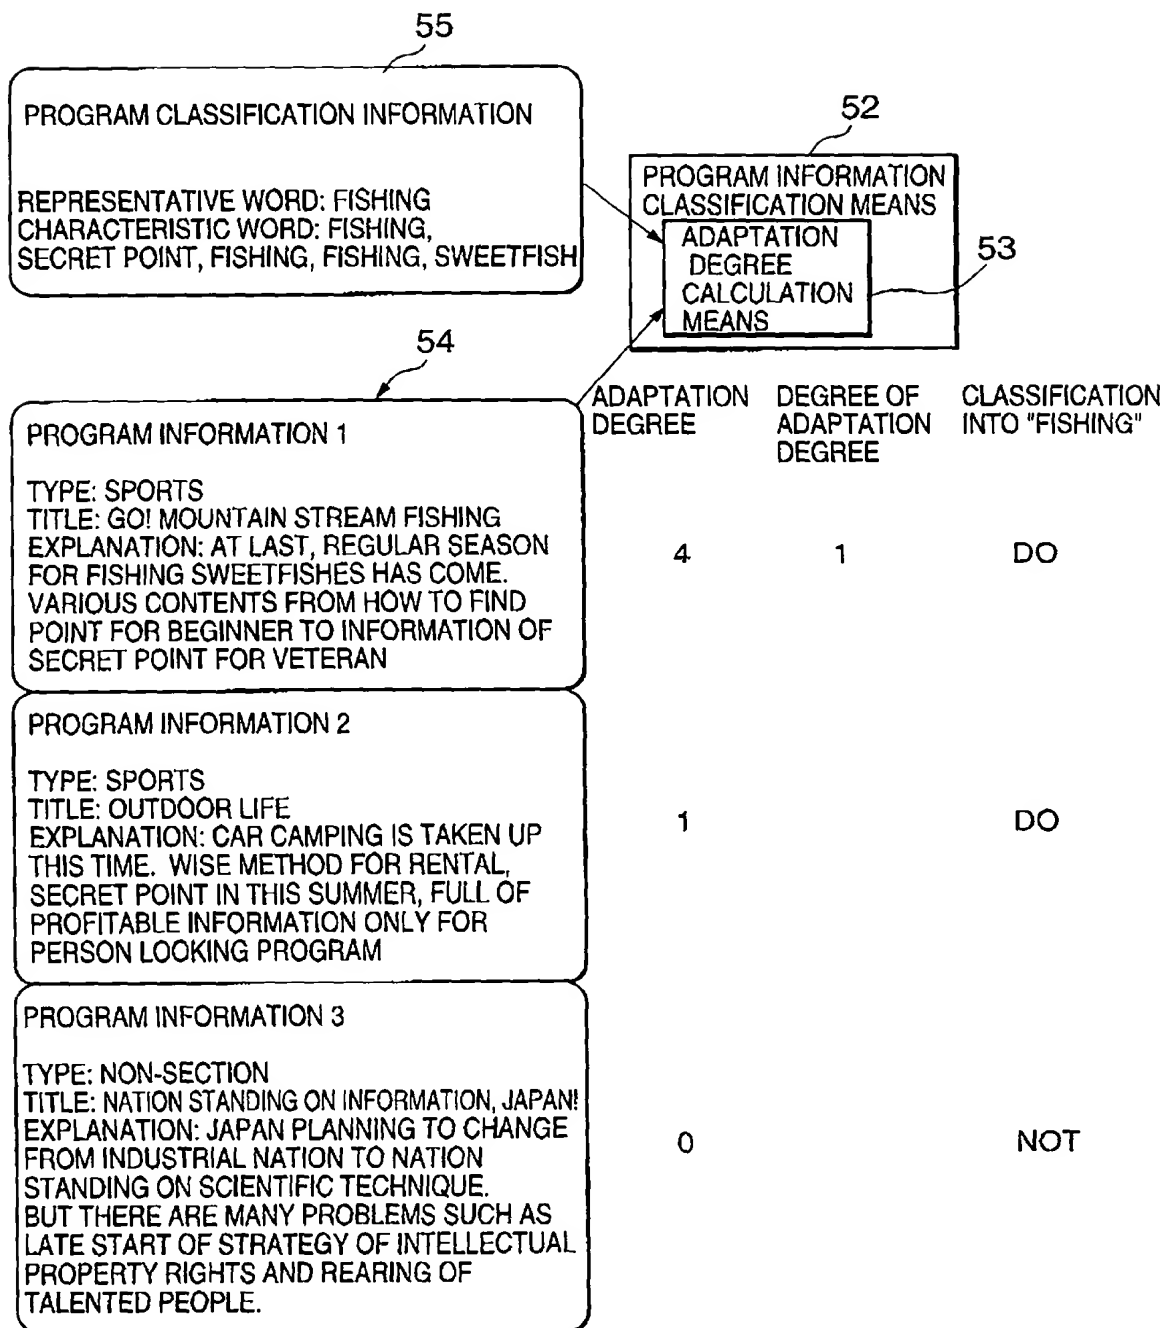 55
PROGRAM CLASSIFICATION INFORMATION
REPRESENTATIVE WORD: FISHING
CHARACTERISTIC WORD: FISHING,
SECRET POINT, FISHING, FISHING, SWEETFISH
52
PROGRAM INFORMATION
CLASSIFICATION MEANS
ADAPTATION
DEGREE
CALCULATION
MEANS
53
54
ADAPTATION
DEGREE
DEGREE OF
ADAPTATION
DEGREE
CLASSIFICATION
INTO "FISHING"
PROGRAM INFORMATION 1
TYPE: SPORTS
TITLE: GO! MOUNTAIN STREAM FISHING
EXPLANATION: AT LAST, REGULAR SEASON
FOR FISHING SWEETFISHES HAS COME.
VARIOUS CONTENTS FROM HOW TO FIND
POINT FOR BEGINNER TO INFORMATION OF
SECRET POINT FOR VETERAN
4
1
DO
PROGRAM INFORMATION 2
TYPE: SPORTS
TITLE: OUTDOOR LIFE
EXPLANATION: CAR CAMPING IS TAKEN UP
THIS TIME. WISE METHOD FOR RENTAL,
SECRET POINT IN THIS SUMMER, FULL OF
PROFITABLE INFORMATION ONLY FOR
PERSON LOOKING PROGRAM
1
DO
PROGRAM INFORMATION 3
TYPE: NON-SECTION
TITLE: NATION STANDING ON INFORMATION, JAPAN!
EXPLANATION: JAPAN PLANNING TO CHANGE
FROM INDUSTRIAL NATION TO NATION
STANDING ON SCIENTIFIC TECHNIQUE.
BUT THERE ARE MANY PROBLEMS SUCH AS
LATE START OF STRATEGY OF INTELLECTUAL
PROPERTY RIGHTS AND REARING OF
TALENTED PEOPLE.
0
NOT